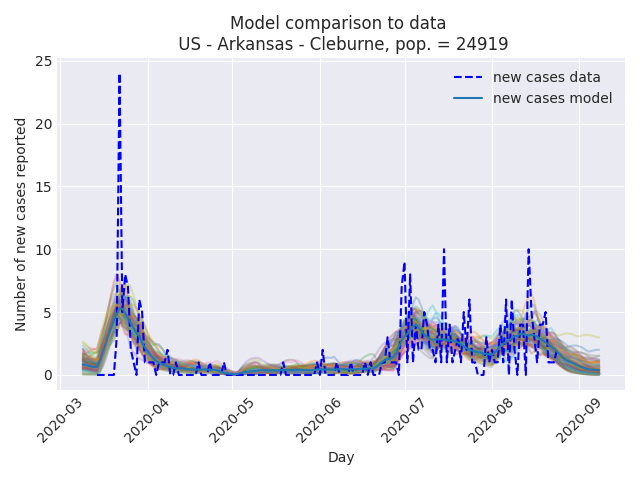 Model comparison to data
US - Arkansas - Cleburne, pop. = 24919
new cases data
new cases model
Number of new cases reported
25
20
15
10
5
0
2020-03
2020-04
2020-05
2020-06
2020-07
2020-08
2020-09
Day